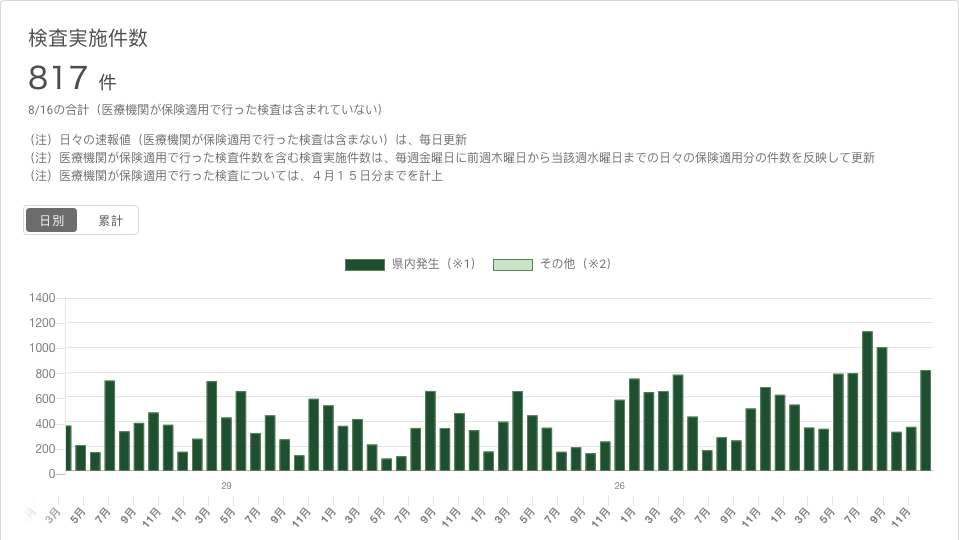 検査実施件数
817 件
8/16の合計（医療機関が保険適用で行った検査は含まれていない）
（注）日々の速報値（医療機関が保険適用で行った検査は含まない）は、毎日更新
（注）医療機関が保険適用で行った検査件数を含む検査実施件数は、毎週金曜日に前週木曜日から当該週水曜日までの日々の保険適用分の件数を反映して更新
（注）医療機関が保険適用で行った検査については、４月１５日分までを計上
日別 累計
県内発生（※1） その他（※2）
1400
1200
1000
800
600
400
200
0
29 26
3月 5月 7月 9月 11月 1月 3月 5月 7月 9月 11月 1月 3月 5月 7月 9月 11月 1月 3月 5月 7月 9月 11月 1月 3月 5月 7月 9月 11月 1月 3月 5月 7月 9月 11月